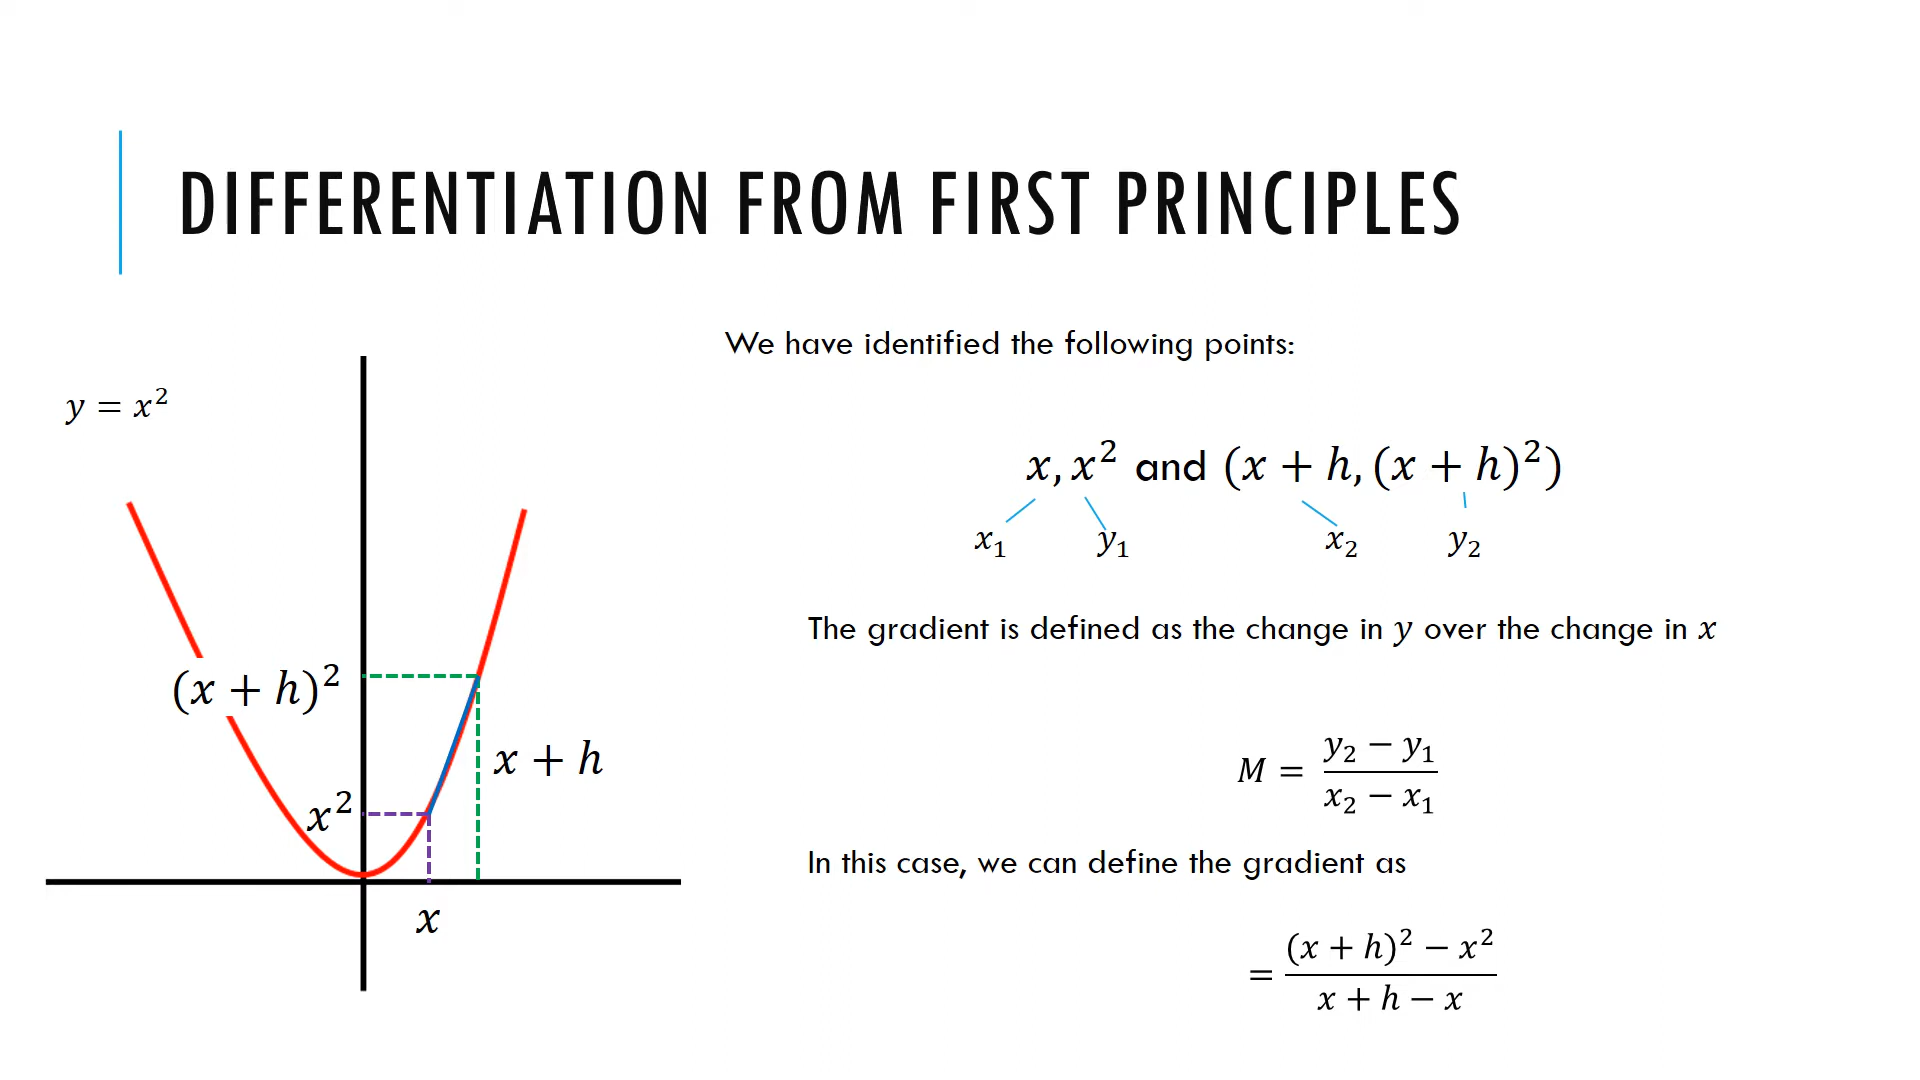 DIFFERENTIATION FROM FIRST PRINCIPLES
We have identified the following points:
y = x²
x, x² and (x + h, (x + h)²)
x₁ y₁ x₂ y₂
The gradient is defined as the change in y over the change in x
(x + h)²
M = (y₂ − y₁)/(x₂ − x₁)
x + h
x²
In this case, we can define the gradient as
x
= ((x + h)² − x²)/(x + h − x)